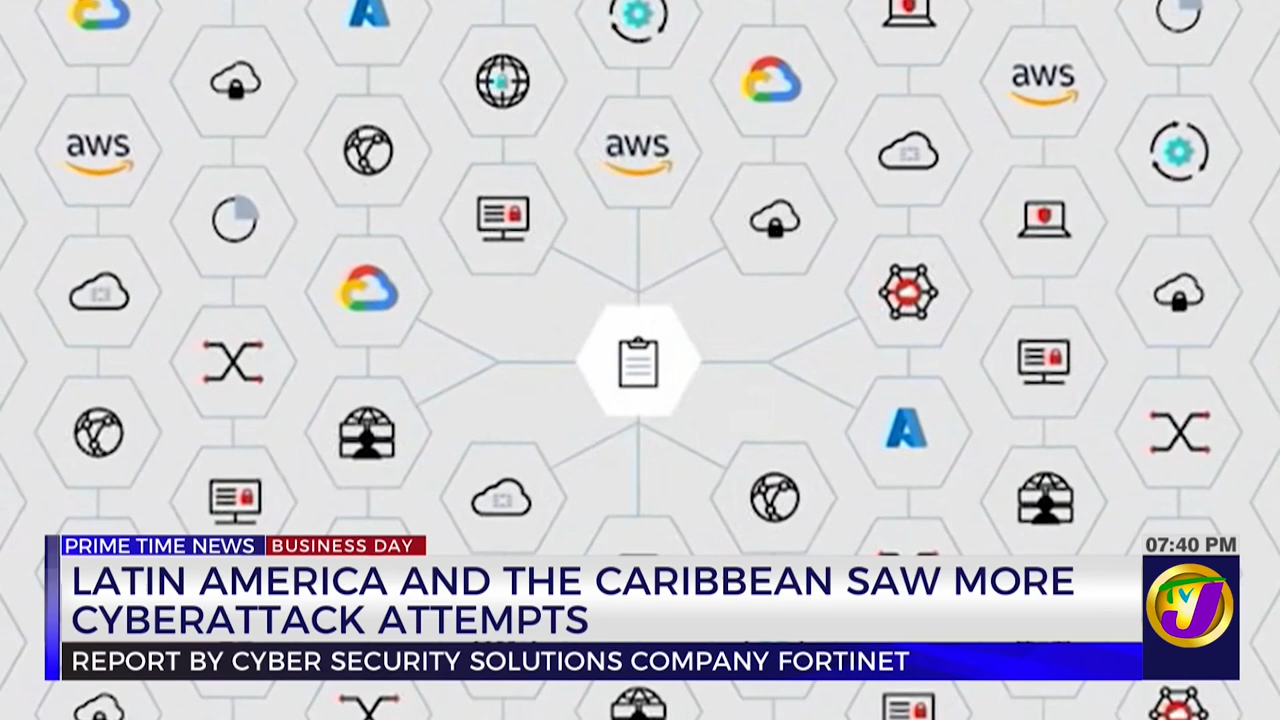 aws
aws
aws
PRIME TIME NEWS BUSINESS DAY
07:40 PM
LATIN AMERICA AND THE CARIBBEAN SAW MORE
CYBERATTACK ATTEMPTS
TVJ
REPORT BY CYBER SECURITY SOLUTIONS COMPANY FORTINET